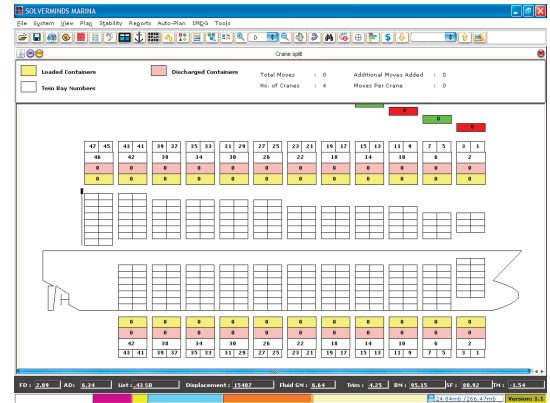 SOLVERMINDS MARINA
File System View Plan Stability Reports Auto-Plan IMDG Tools
0
Crane split
Loaded Containers Discharged Containers Total Moves : 0 Additional Moves Added : 0
Twin Bay Numbers No. of Cranes : 4 Moves Per Crane : 0
0
0
0
47 45 43 41 39 37 35 33 31 29 27 25 23 21 19 17 15 13 11 9 7 5 3 1
46 42 38 34 30 26 22 18 14 10 6 2
0 0 0 0 0 0 0 0 0 0 0 0
0 0 0 0 0 0 0 0 0 0 0 0
0 0 0 0 0 0 0 0 0 0 0
0 0 0 0 0 0 0 0 0 0 0
42 38 34 30 26 22 18 14 10 6 2
43 41 39 37 35 33 31 29 27 25 23 21 19 17 15 13 11 9 7 5 3 1
FD : 2.09 AD: 6.34 List: .43 SB Displacement : 15407 Fluid GM : 6.64 Trim : 4.25 BM : 95.15 SF : 88.92 TM : -1.54
24.84mb /266.47mb Version: 1.1